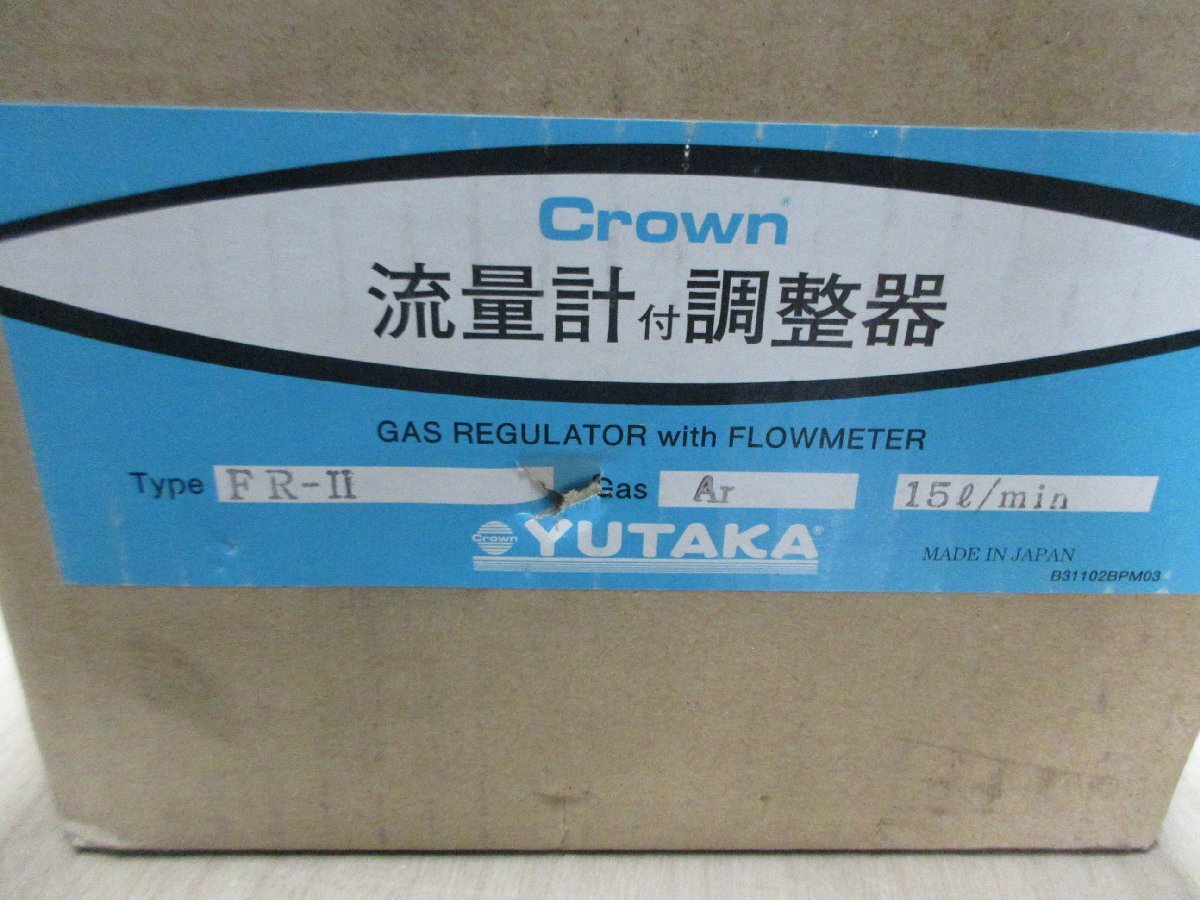 Crown®
流量計付調整器
GAS REGULATOR with FLOWMETER
Type FR-II Gas Ar 15ℓ/min
Crown YUTAKA®
MADE IN JAPAN
B31102BPM03